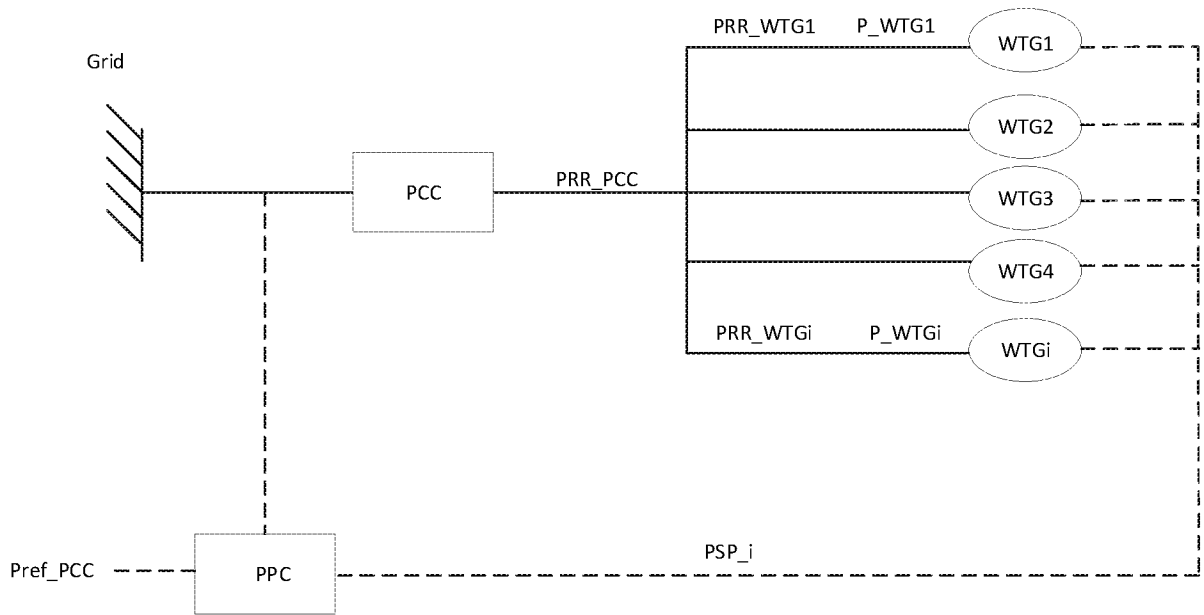 PRR_WTG1 P_WTG1 WTG1
Grid
WTG2
PCC PRR_PCC WTG3
WTG4
PRR_WTGi P_WTGi WTGi
PSP_i
Pref_PCC PPC